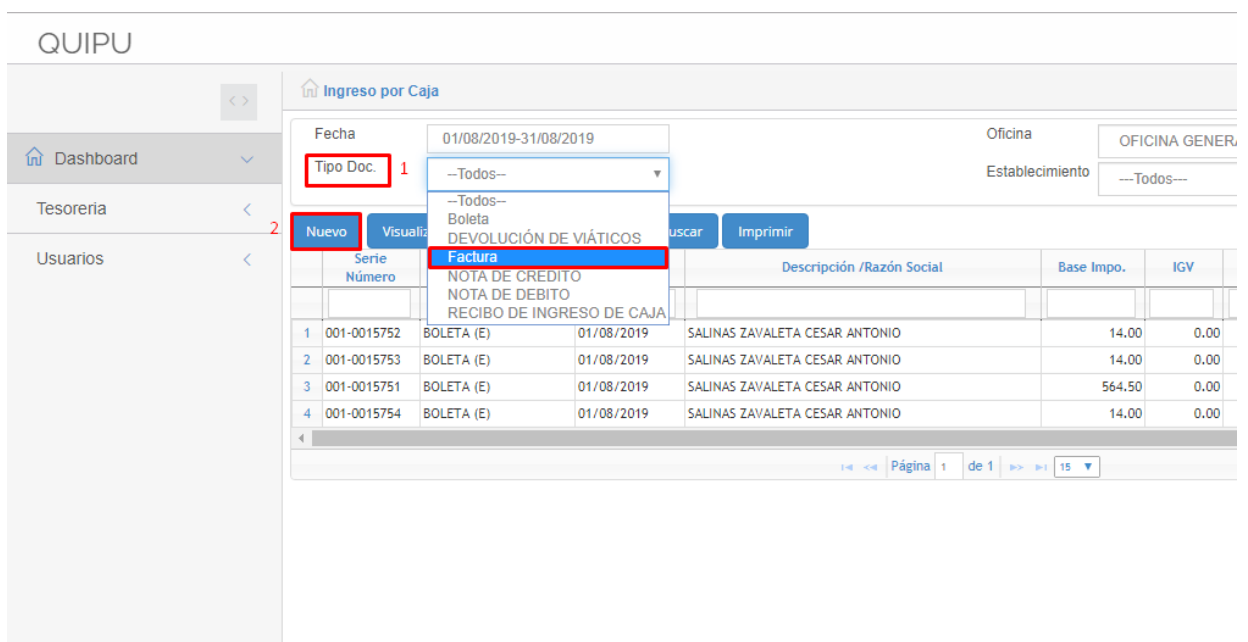 QUIPU
< >
Ingreso por Caja
Fecha 01/08/2019-31/08/2019 Oficina OFICINA GENERA
Dashboard
Tipo Doc. 1 --Todos-- Establecimiento ---Todos---
Tesoreria
--Todos--
Boleta
DEVOLUCIÓN DE VIÁTICOS
Factura
NOTA DE CREDITO
NOTA DE DEBITO
RECIBO DE INGRESO DE CAJA
2 Nuevo Visualiz uscar Imprimir
Usuarios
Serie
Número Descripción /Razón Social Base Impo. IGV
1 001-0015752 BOLETA (E) 01/08/2019 SALINAS ZAVALETA CESAR ANTONIO 14.00 0.00
2 001-0015753 BOLETA (E) 01/08/2019 SALINAS ZAVALETA CESAR ANTONIO 14.00 0.00
3 001-0015751 BOLETA (E) 01/08/2019 SALINAS ZAVALETA CESAR ANTONIO 564.50 0.00
4 001-0015754 BOLETA (E) 01/08/2019 SALINAS ZAVALETA CESAR ANTONIO 14.00 0.00
Página 1 de 1 15